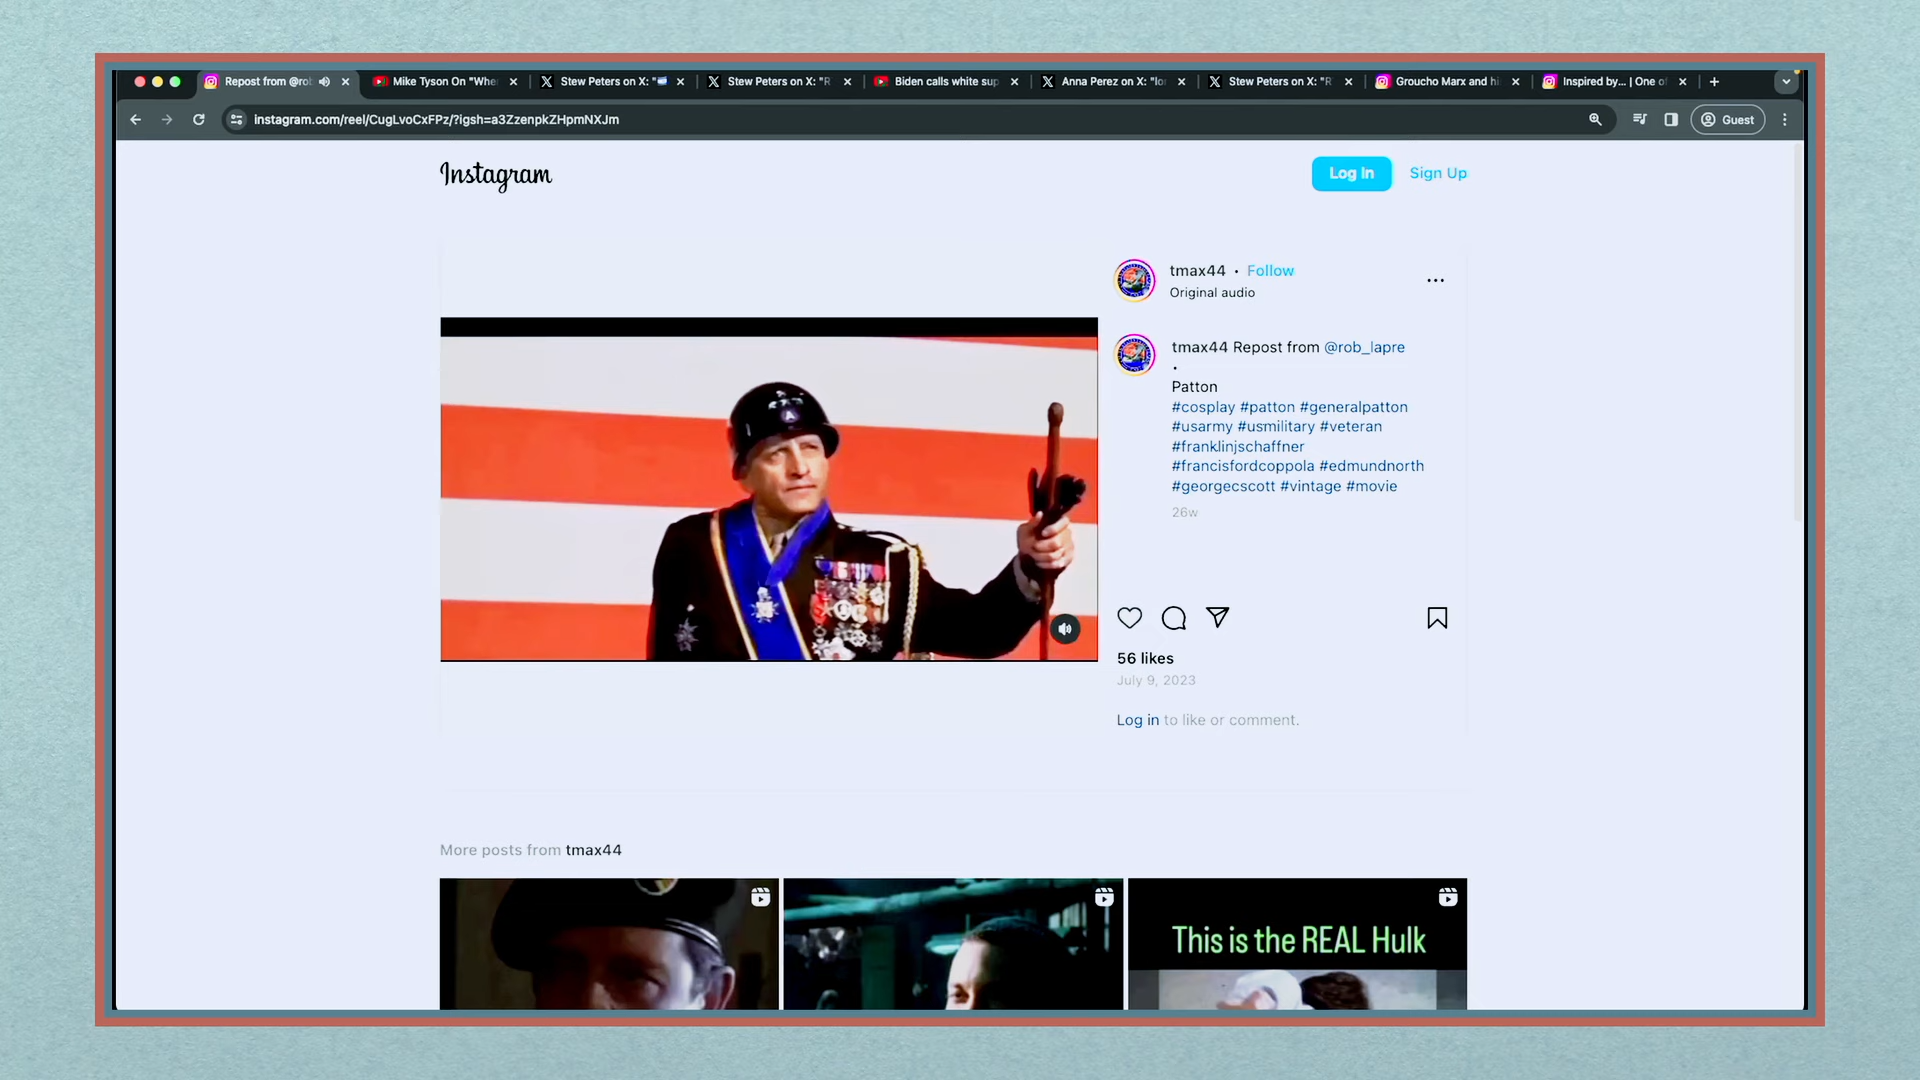 Repost from @ro
Mike Tyson On "Whe
Stew Peters on X: "
Stew Peters on X: "R
Biden calls white sup
Anna Perez on X: "lo
Stew Peters on X: "R
Groucho Marx and hi
Inspired by... | One of
instagram.com/reel/CugLvoCxFPz/?igsh=a3ZzenpkZHpmNXJm
Guest
Instagram
Log In
Sign Up
tmax44 • Follow
Original audio
tmax44 Repost from @rob_lapre
•
Patton
#cosplay #patton #generalpatton
#usarmy #usmilitary #veteran
#franklinjschaffner
#francisfordcoppola #edmundnorth
#georgecscott #vintage #movie
26w
56 likes
July 9, 2023
Log in to like or comment.
More posts from tmax44
This is the REAL Hulk